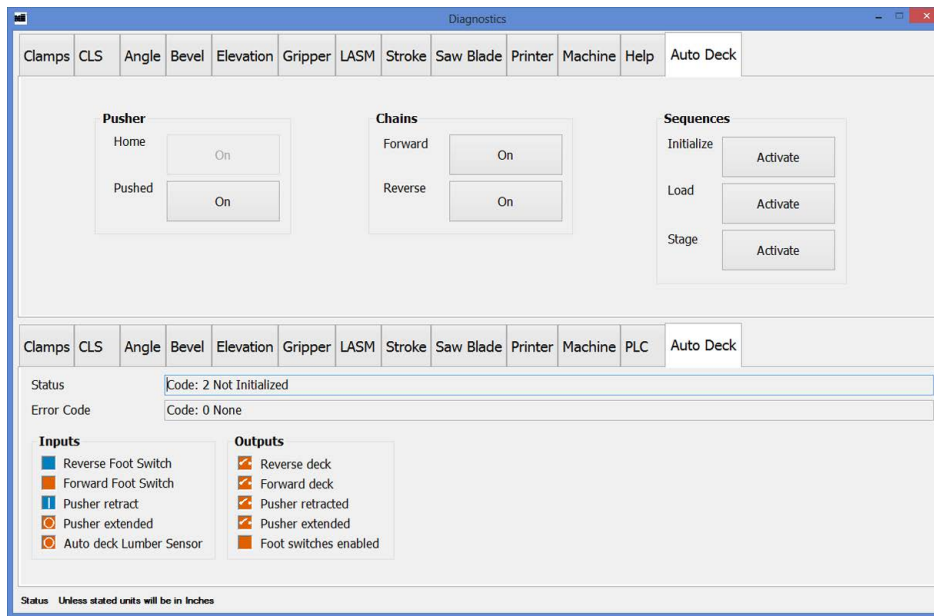 Diagnostics
Clamps CLS Angle Bevel Elevation Gripper LASM Stroke Saw Blade Printer Machine Help Auto Deck
Pusher
Home On
Pushed On
Chains
Forward On
Reverse On
Sequences
Initialize Activate
Load Activate
Stage Activate
Clamps CLS Angle Bevel Elevation Gripper LASM Stroke Saw Blade Printer Machine PLC Auto Deck
Status Code: 2 Not Initialized
Error Code Code: 0 None
Inputs
Reverse Foot Switch
Forward Foot Switch
Pusher retract
Pusher extended
Auto deck Lumber Sensor
Outputs
Reverse deck
Forward deck
Pusher retracted
Pusher extended
Foot switches enabled
Status Unless stated units will be in Inches